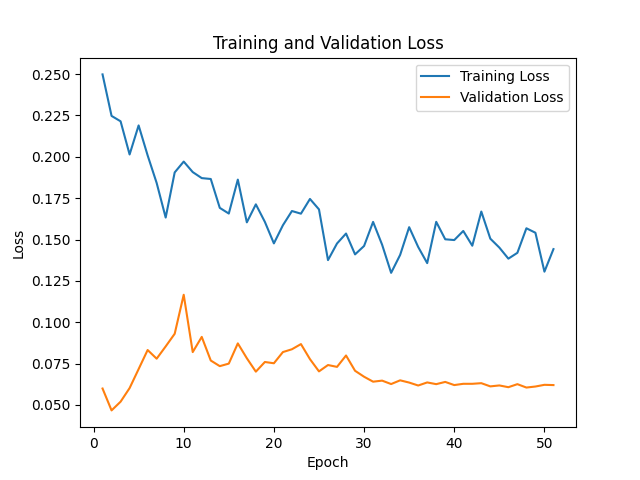 Training and Validation Loss
Training Loss
Validation Loss
Loss
0.250
0.225
0.200
0.175
0.150
0.125
0.100
0.075
0.050
0 10 20 30 40 50
Epoch